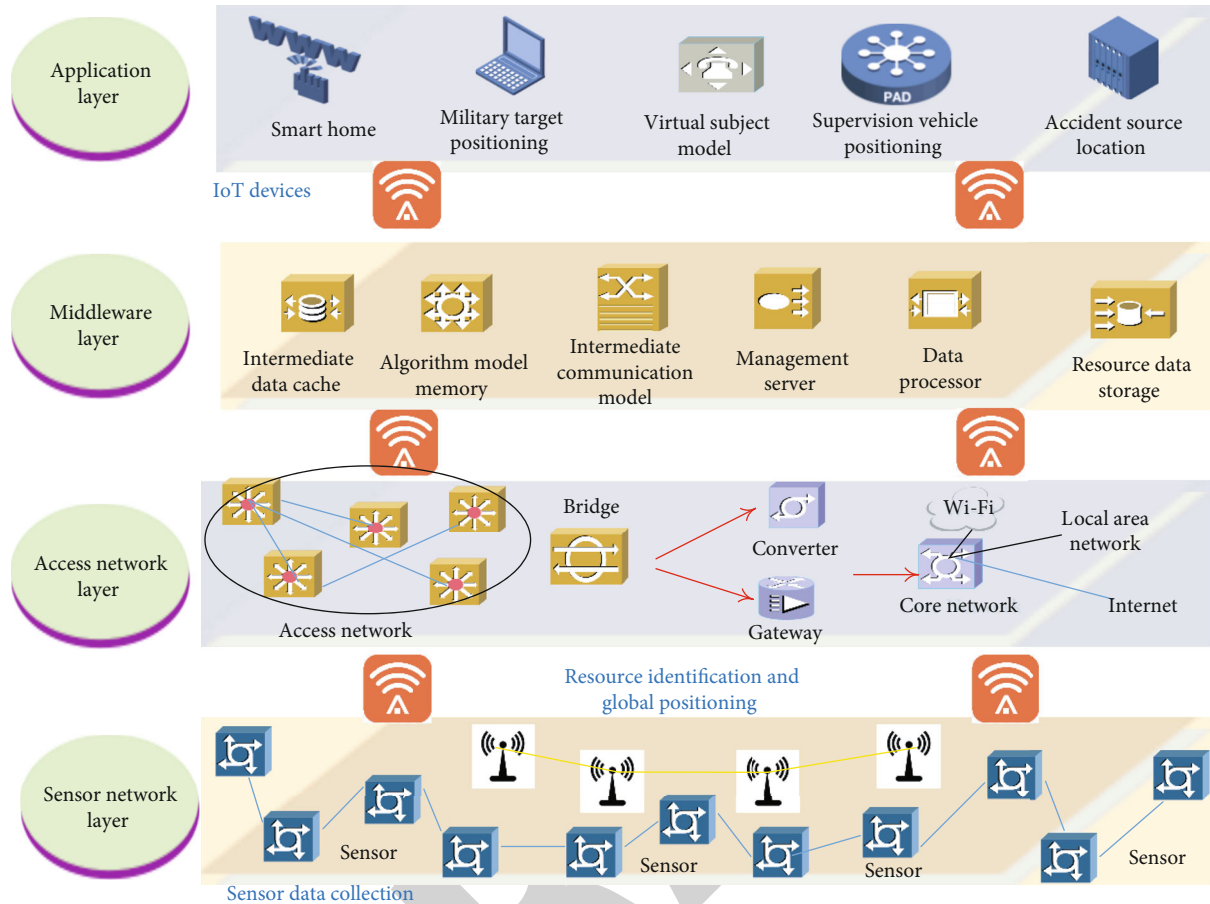 Application
layer
WWWW
PAD
Smart home
Military target
positioning
Virtual subject
model
Supervision vehicle
positioning
Accident source
location
IoT devices
Middleware
layer
Intermediate
data cache
Algorithm model
memory
Intermediate
communication
model
Management
server
Data
processor
Resource data
storage
Access network
layer
Access network
Bridge
Converter
Gateway
Wi-Fi
Core network
Local area
network
Internet
Resource identification and
global positioning
Sensor network
layer
Sensor
Sensor
Sensor
Sensor
Sensor data collection